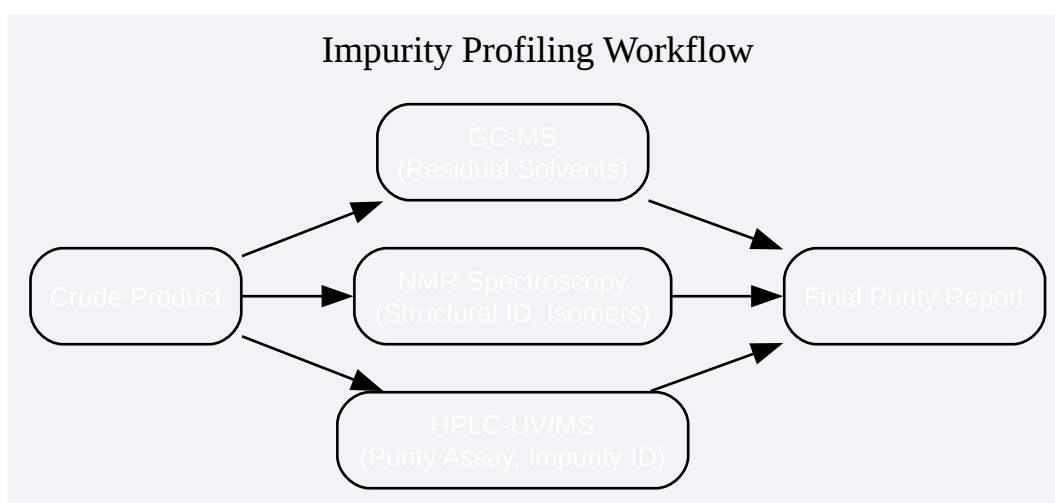 Impurity Profiling Workflow
GC-MS
(Residual Solvents)
Crude Product
NMR Spectroscopy
(Structural ID, Isomers)
Final Purity Report
HPLC-UV/MS
(Purity Assay, Impurity ID)